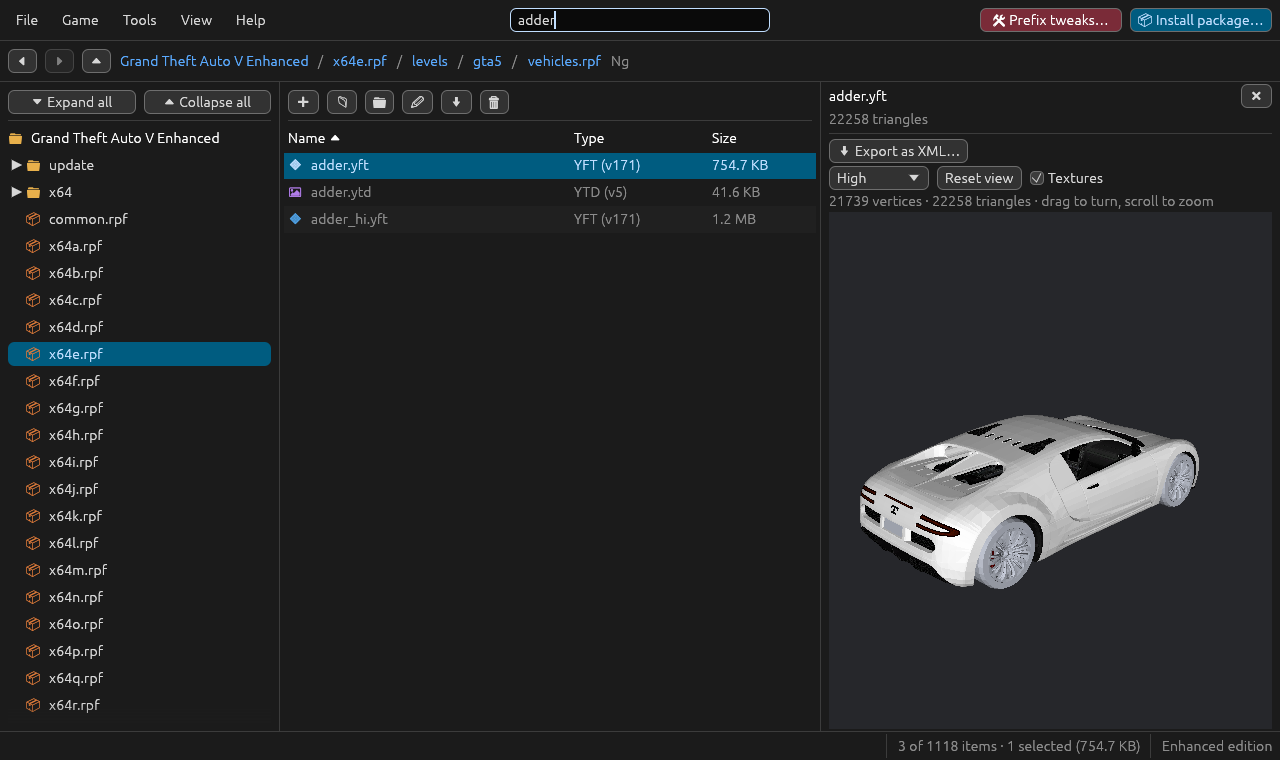 File Game Tools View Help adder Prefix tweaks... Install package...
Grand Theft Auto V Enhanced / x64e.rpf / levels / gta5 / vehicles.rpf Ng
Expand all Collapse all
Grand Theft Auto V Enhanced
update
x64
common.rpf
x64a.rpf
x64b.rpf
x64c.rpf
x64d.rpf
x64e.rpf
x64f.rpf
x64g.rpf
x64h.rpf
x64i.rpf
x64j.rpf
x64k.rpf
x64l.rpf
x64m.rpf
x64n.rpf
x64o.rpf
x64p.rpf
x64q.rpf
x64r.rpf
Name Type Size
adder.yft YFT (v171) 754.7 KB
adder.ytd YTD (v5) 41.6 KB
adder_hi.yft YFT (v171) 1.2 MB
adder.yft
22258 triangles
Export as XML...
High Reset view Textures
21739 vertices · 22258 triangles · drag to turn, scroll to zoom
3 of 1118 items · 1 selected (754.7 KB) Enhanced edition